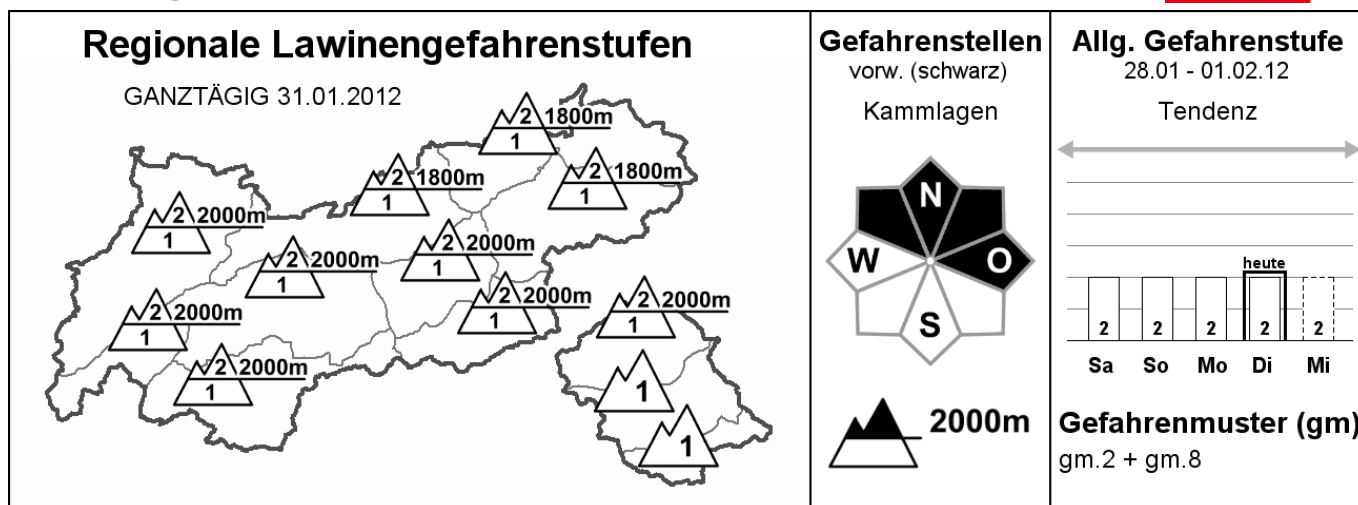 Regionale Lawinengefahrenstufen
GANZTÄGIG 31.01.2012
2 1800m
1
2 1800m
1
2 1800m
1
2 2000m
1
2 2000m
1
2 2000m
1
2 2000m
1
2 2000m
1
2 2000m
1
2 2000m
1
1
1
Gefahrenstellen
vorw. (schwarz)
Kammlagen
N
W O
S
2000m
Allg. Gefahrenstufe
28.01 - 01.02.12
Tendenz
heute
2 2 2 2 2
Sa So Mo Di Mi
Gefahrenmuster (gm)
gm.2 + gm.8